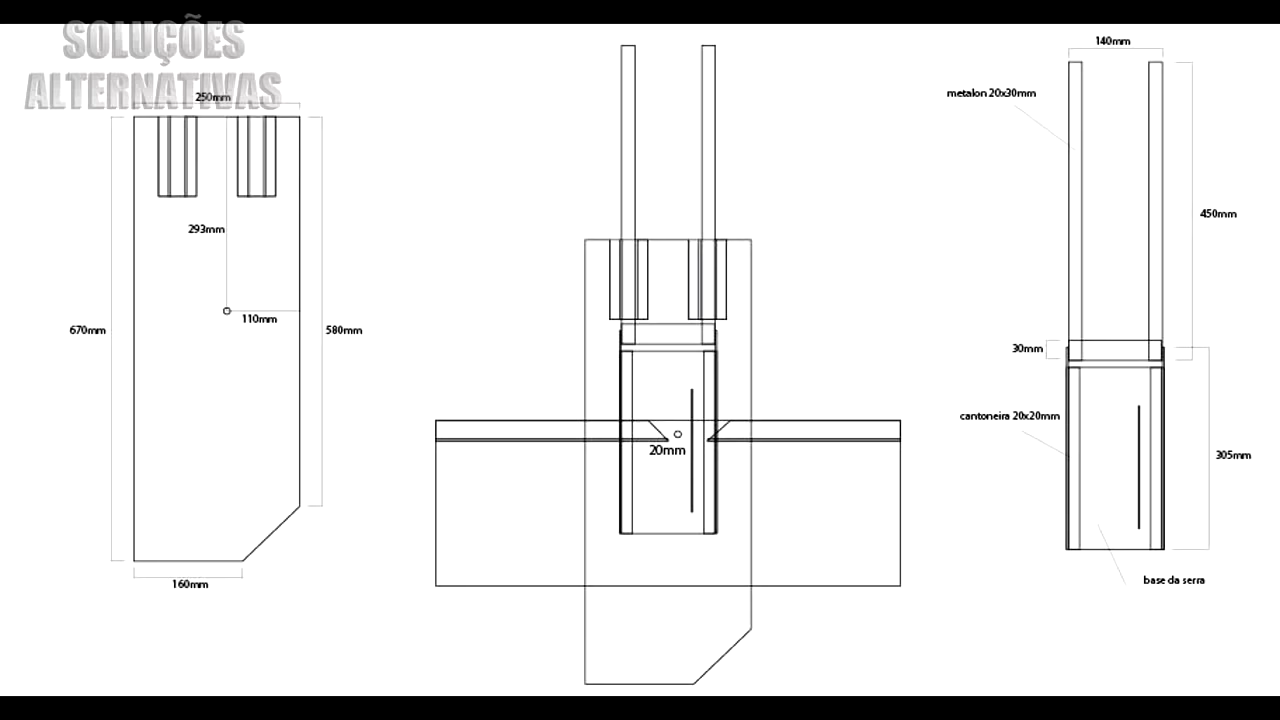 SOLUÇÕES
ALTERNATIVAS
250mm
293mm
110mm
670mm
580mm
160mm
20mm
140mm
metalon 20x30mm
450mm
30mm
cantoneira 20x20mm
305mm
base da serra